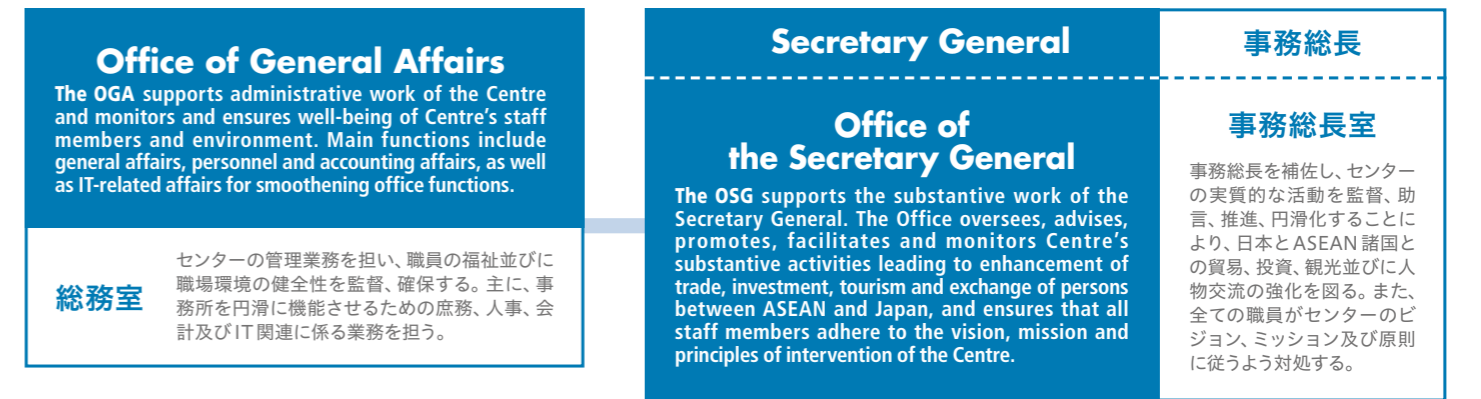 Office of General Affairs
The OGA supports administrative work of the Centre
and monitors and ensures well-being of Centre's staff
members and environment. Main functions include
general affairs, personnel and accounting affairs, as well
as IT-related affairs for smoothening office functions.
総務室
センターの管理業務を担い、職員の福祉並びに
職場環境の健全性を監督、確保する。主に、事
務所を円滑に機能させるための庶務、人事、会
計及びIT関連に係る業務を担う。
Secretary General
事務総長
Office of
the Secretary General
The OSG supports the substantive work of the
Secretary General. The Office oversees, advises,
promotes, facilitates and monitors Centre's
substantive activities leading to enhancement of
trade, investment, tourism and exchange of persons
between ASEAN and Japan, and ensures that all
staff members adhere to the vision, mission and
principles of intervention of the Centre.
事務総長室
事務総長を補佐し、センター
の実質的な活動を監督、助
言、推進、円滑化することに
より、日本とASEAN諸国と
の貿易、投資、観光並びに人
物交流の強化を図る。また、
全ての職員がセンターのビ
ジョン、ミッション及び原則
に従うよう対処する。